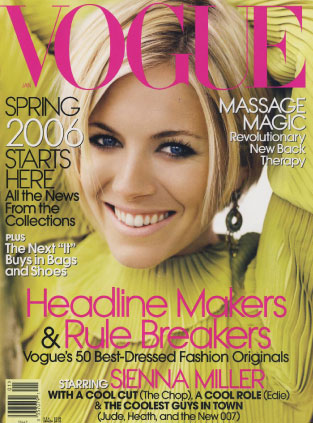 VOGUE
JAN
SPRING
2006
STARTS
HERE
All the News
From the
Collections
PLUS
The Next "It"
Buys in Bags
and Shoes
MASSAGE
MAGIC
Revolutionary
New Back
Therapy
Headline Makers
& Rule Breakers
Vogue's 50 Best-Dressed Fashion Originals
STARRING SIENNA MILLER
WITH A COOL CUT (The Chop), A COOL ROLE (Edie)
& THE COOLEST GUYS IN TOWN
(Jude, Heath, and the New 007)